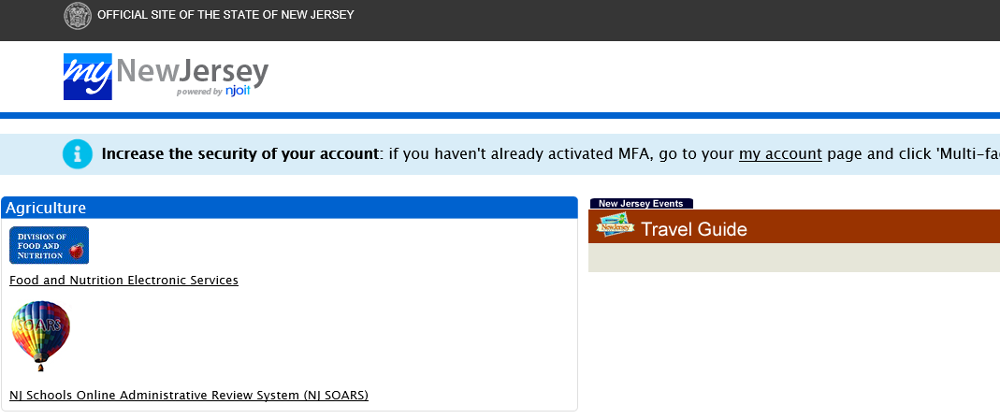 OFFICIAL SITE OF THE STATE OF NEW JERSEY
my NewJersey
powered by njoit
Increase the security of your account: if you haven't already activated MFA, go to your my account page and click 'Multi-fa
Agriculture
DIVISION OF
FOOD AND
NUTRITION
Food and Nutrition Electronic Services
SOARS
NJ Schools Online Administrative Review System (NJ SOARS)
New Jersey Events
NewJersey
Travel Guide